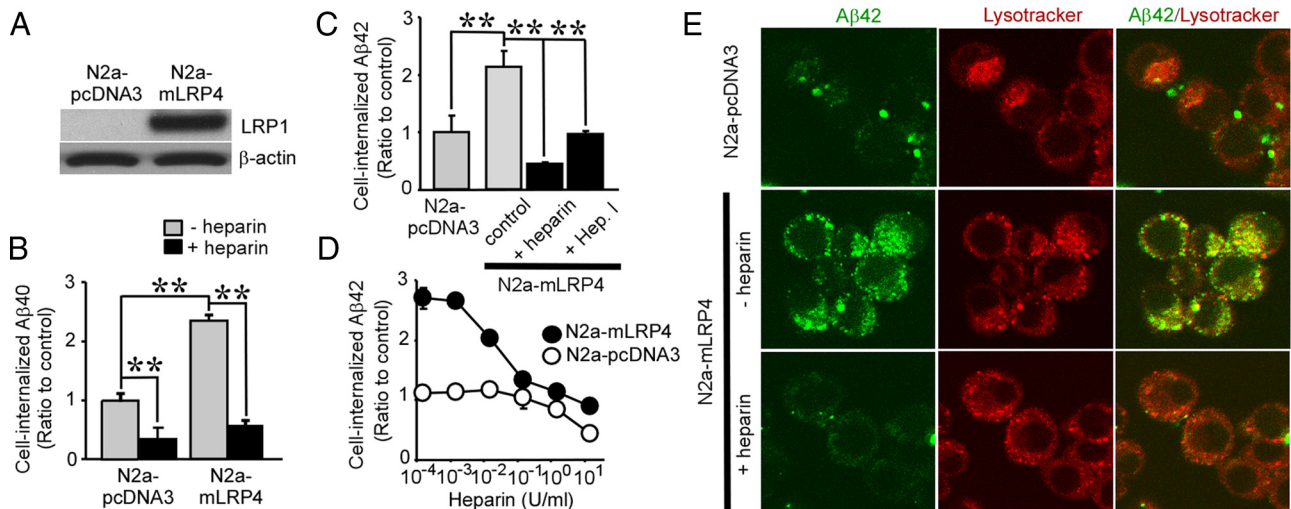 A
N2a-
pcDNA3
N2a-
mLRP4
LRP1
β-actin
B
- heparin
+ heparin
Cell-internalized Aβ40
(Ratio to control)
3
2
1
0
**
**
**
N2a-
pcDNA3
N2a-
mLRP4
C
Cell-internalized Aβ42
(Ratio to control)
3
2
1
0
** ** **
N2a-
pcDNA3
control
+ heparin
+ Hep. I
N2a-mLRP4
D
Cell-internalized Aβ42
(Ratio to control)
3
2
1
0
N2a-mLRP4
N2a-pcDNA3
10⁻⁴ 10⁻³ 10⁻² 10⁻¹ 10⁰ 10¹
Heparin (U/ml)
E
Aβ42 Lysotracker Aβ42/Lysotracker
N2a-pcDNA3
N2a-mLRP4
- heparin
+ heparin